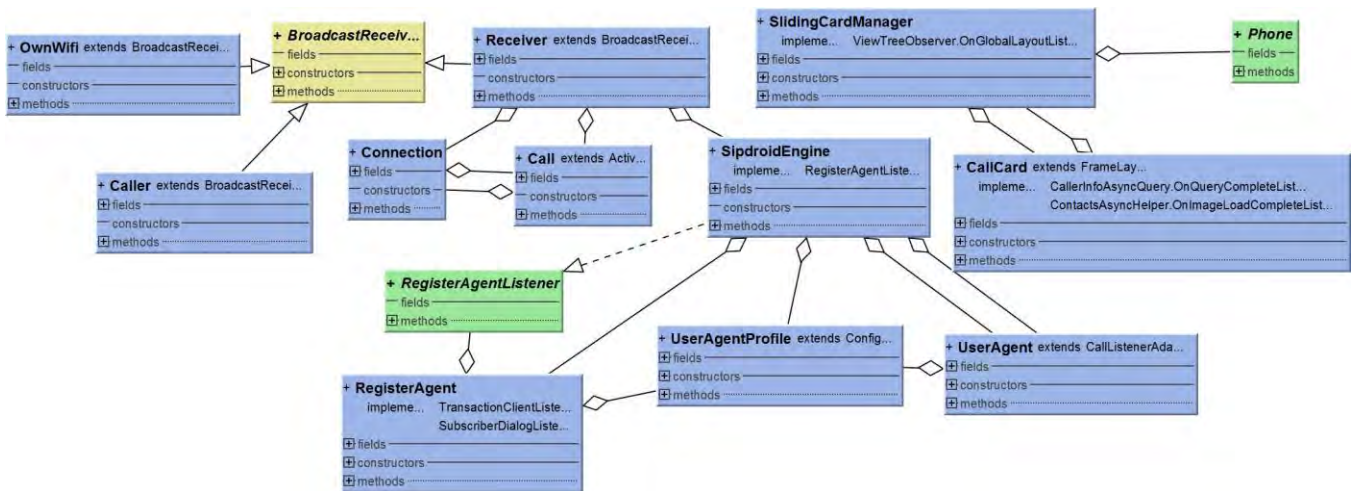 + OwnWifi extends BroadcastRecei...
fields
constructors
methods
+ BroadcastReceiv...
fields
constructors
methods
+ Receiver extends BroadcastRecei...
fields
constructors
methods
+ SlidingCardManager
impleme... ViewTreeObserver.OnGlobalLayoutList...
fields
constructors
methods
+ Phone
fields
methods
+ Caller extends BroadcastRecei...
fields
constructors
methods
+ Connection
fields
constructors
methods
+ Call extends Activ...
fields
constructors
methods
+ SipdroidEngine
impleme... RegisterAgentListe...
fields
constructors
methods
+ CallCard extends FrameLay...
impleme... CallerInfoAsyncQuery.OnQueryCompleteList...
ContactsAsyncHelper.OnImageLoadCompleteList...
fields
constructors
methods
+ RegisterAgentListener
fields
methods
+ RegisterAgent
impleme... TransactionClientListe...
SubscriberDialogListe...
fields
constructors
methods
+ UserAgentProfile extends Config...
fields
constructors
methods
+ UserAgent extends CallListenerAda...
fields
constructors
methods